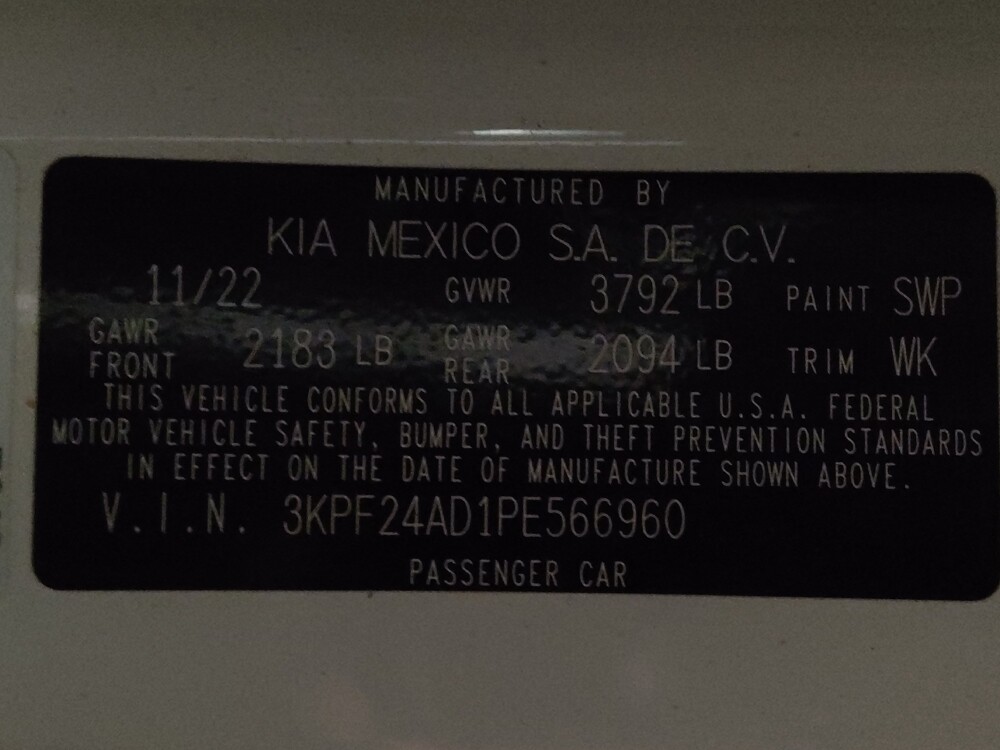 MANUFACTURED BY
KIA MEXICO S.A. DE C.V.
11/22 GVWR 3792 LB PAINT SWP
GAWR FRONT 2183 LB GAWR REAR 2094 LB TRIM WK
THIS VEHICLE CONFORMS TO ALL APPLICABLE U.S.A. FEDERAL
MOTOR VEHICLE SAFETY, BUMPER, AND THEFT PREVENTION STANDARDS
IN EFFECT ON THE DATE OF MANUFACTURE SHOWN ABOVE.
V.I.N. 3KPF24AD1PE566960
PASSENGER CAR